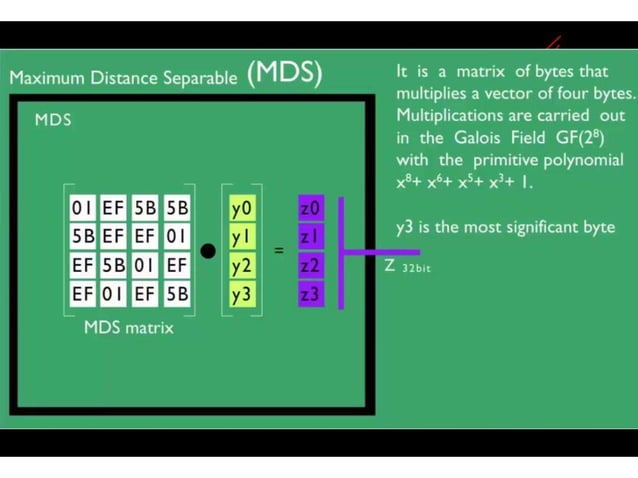 Maximum Distance Separable (MDS)
It is a matrix of bytes that
multiplies a vector of four bytes.
Multiplications are carried out
in the Galois Field GF(2⁸)
with the primitive polynomial
x⁸+ x⁶+ x⁵+ x³+ 1.
y3 is the most significant byte
MDS
01 EF 5B 5B y0 z0
5B EF EF 01 y1 = z1
EF 5B 01 EF ● y2 z2
EF 01 EF 5B y3 z3
Z 32bit
MDS matrix